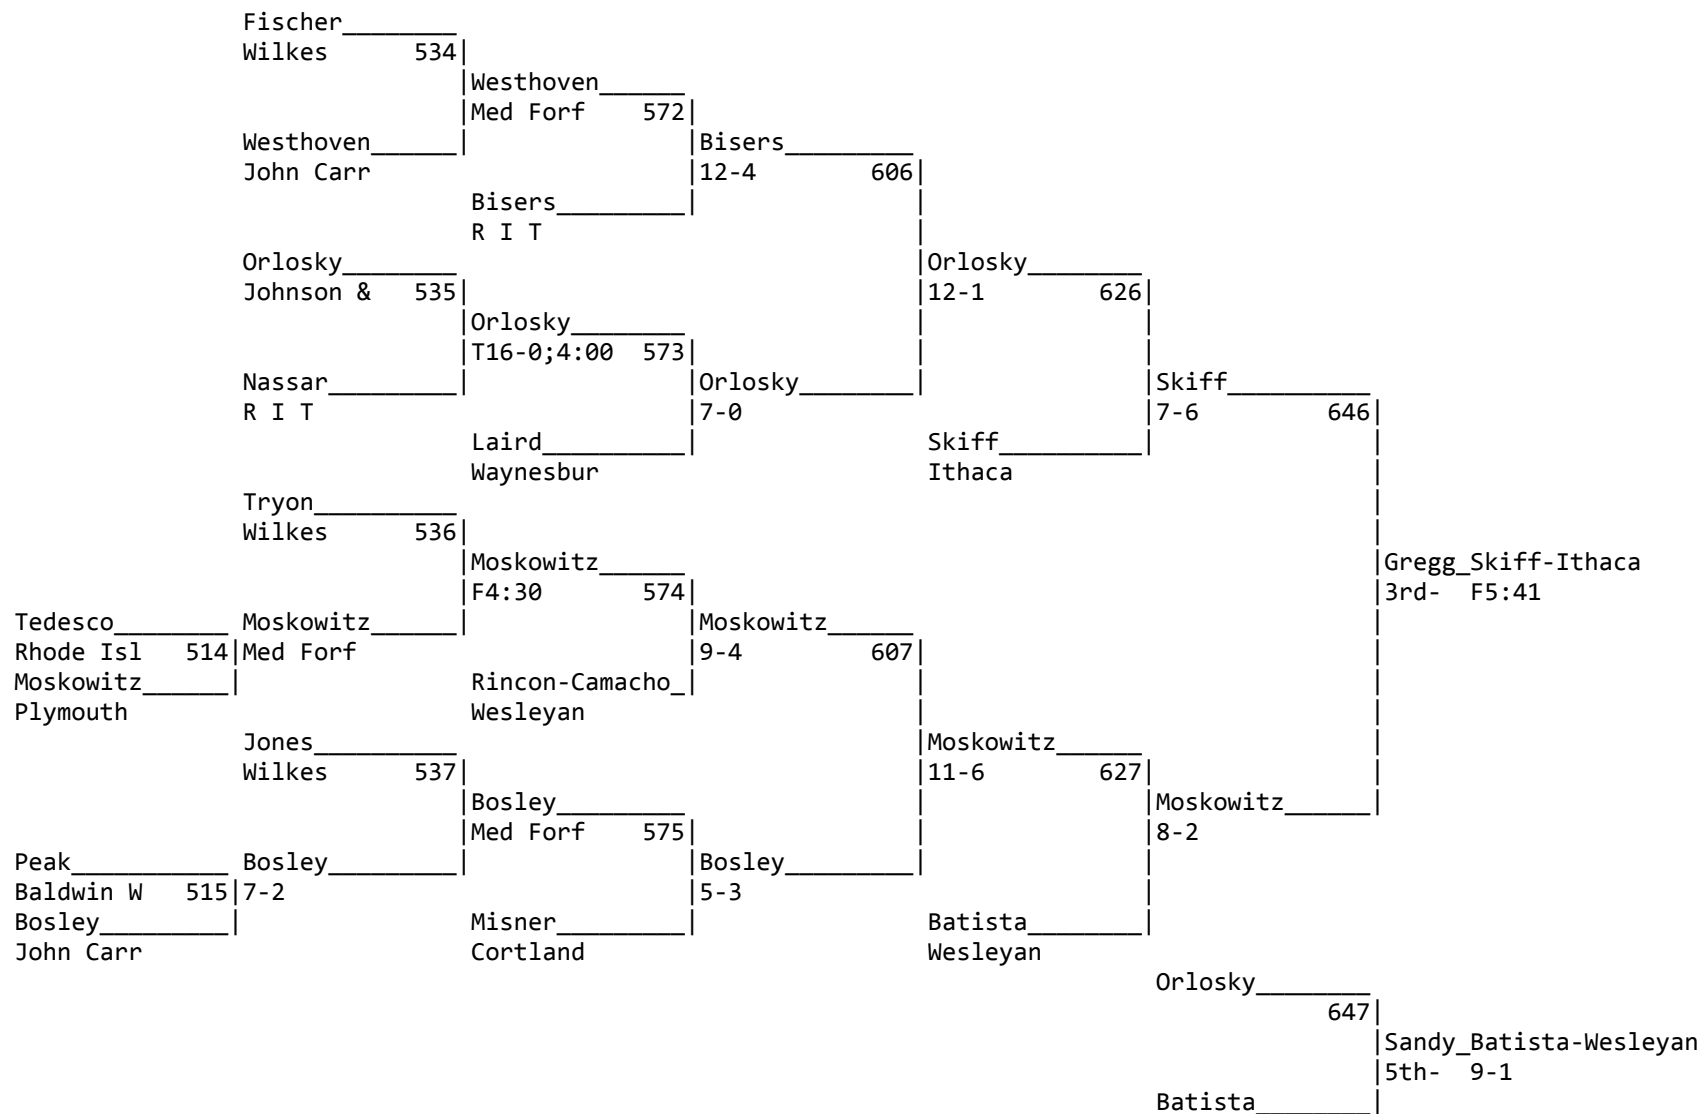 Fischer________
Wilkes      534|
|Westhoven______
|Med Forf    572|
Westhoven______|               |Bisers_________
John Carr                       |12-4        606|
Bisers_________|               |
R I T                           |
Orlosky________                 |Orlosky________
Johnson &   535|                |12-1        626|
|Orlosky________                |               |
|T16-0;4:00  573|               |               |
Nassar_________|               |Orlosky________|               |Skiff__________
R I T                           |7-0                            |7-6         646|
Laird__________|                Skiff__________|               |
Waynesbur                       Ithaca                          |
Tryon__________                 |
Wilkes      536|                |
|Moskowitz______                |Gregg_Skiff-Ithaca
|F4:30       574|               |3rd-  F5:41
Tedesco________ Moskowitz______|               |Moskowitz______                |
Rhode Isl   514|Med Forf                        |9-4         607|               |
Moskowitz______|                Rincon-Camacho_|               |               |
Plymouth                        Wesleyan                        |               |
Jones__________                 |Moskowitz______                |
Wilkes      537|                |11-6        627|               |
|Bosley_________                |               |Moskowitz______|
|Med Forf    575|               |               |8-2
Peak___________ Bosley_________|               |Bosley_________|               |
Baldwin W   515|7-2                             |5-3                            |
Bosley_________|                Misner_________|                Batista________|
John Carr                       Cortland                        Wesleyan
Orlosky________
647|
|Sandy_Batista-Wesleyan
|5th-  9-1
Batista________|